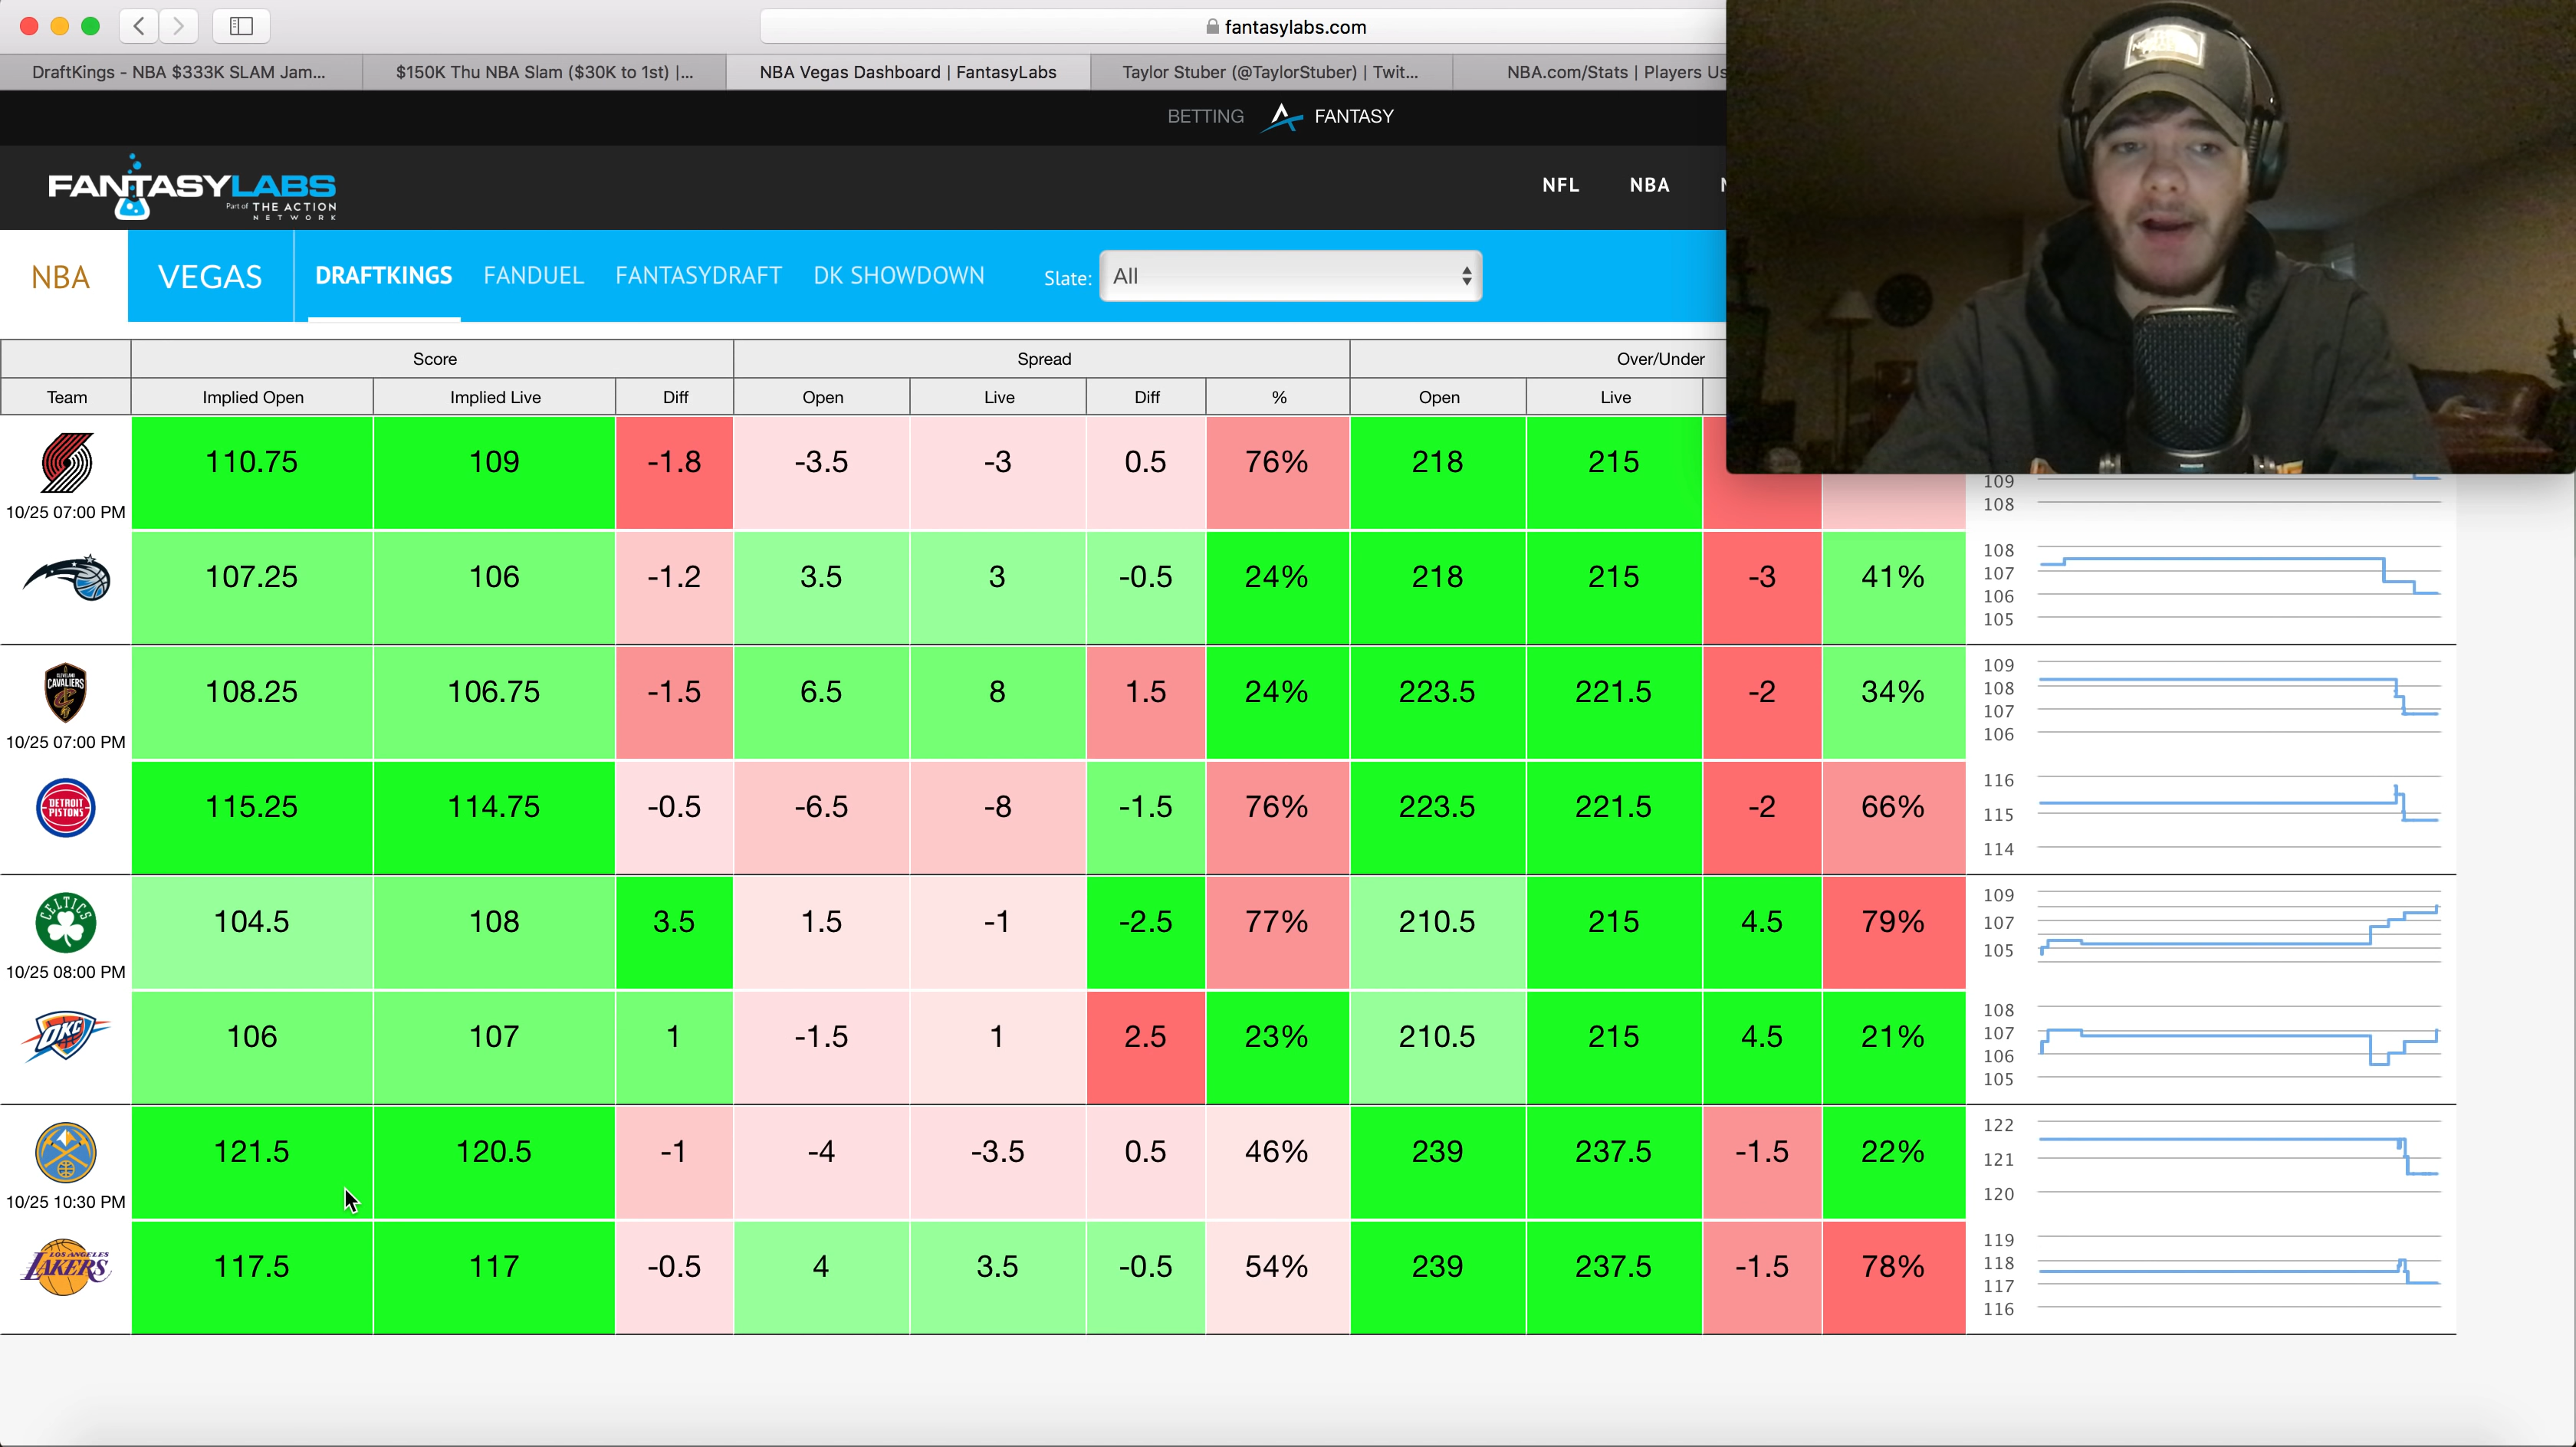 fantasylabs.com
DraftKings - NBA $333K SLAM Jam...
$150K Thu NBA Slam ($30K to 1st) |...
NBA Vegas Dashboard | FantasyLabs
Taylor Stuber (@TaylorStuber) | Twit...
NBA.com/Stats | Players Us
BETTING FANTASY
FANTASYLABS
Part of THE ACTION
NETWORK
NFL NBA
NBA VEGAS DRAFTKINGS FANDUEL FANTASYDRAFT DK SHOWDOWN Slate: All
Score Spread Over/Under
Team Implied Open Implied Live Diff Open Live Diff % Open Live
110.75 109 -1.8 -3.5 -3 0.5 76% 218 215
10/25 07:00 PM
109
108
107.25 106 -1.2 3.5 3 -0.5 24% 218 215 -3 41%
108
107
106
105
CAVALIERS
108.25 106.75 -1.5 6.5 8 1.5 24% 223.5 221.5 -2 34%
10/25 07:00 PM
109
108
107
106
DETROIT
PISTONS
115.25 114.75 -0.5 -6.5 -8 -1.5 76% 223.5 221.5 -2 66%
116
115
114
CELTICS
104.5 108 3.5 1.5 -1 -2.5 77% 210.5 215 4.5 79%
10/25 08:00 PM
109
107
105
OKC
106 107 1 -1.5 1 2.5 23% 210.5 215 4.5 21%
108
107
106
105
121.5 120.5 -1 -4 -3.5 0.5 46% 239 237.5 -1.5 22%
10/25 10:30 PM
122
121
120
LOS ANGELES
LAKERS
117.5 117 -0.5 4 3.5 -0.5 54% 239 237.5 -1.5 78%
119
118
117
116